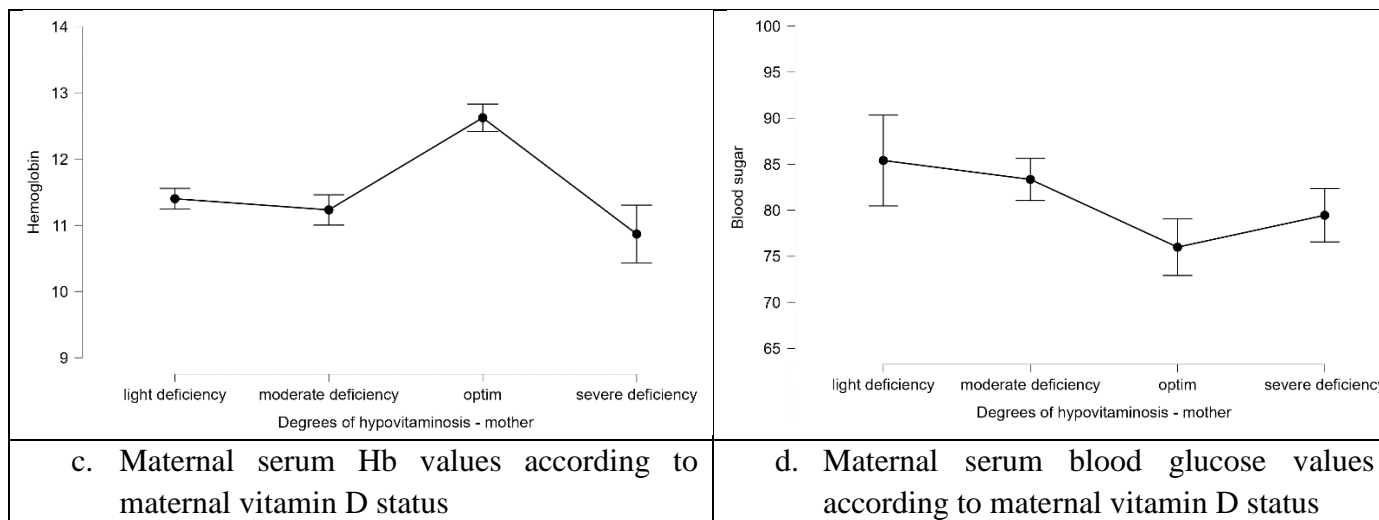 14
13
12
11
10
9
Hemoglobin
light deficiency moderate deficiency optim severe deficiency
Degrees of hypovitaminosis - mother
100
95
90
85
80
75
70
65
Blood sugar
light deficiency moderate deficiency optim severe deficiency
Degrees of hypovitaminosis - mother
c. Maternal serum Hb values according to
maternal vitamin D status
d. Maternal serum blood glucose values
according to maternal vitamin D status